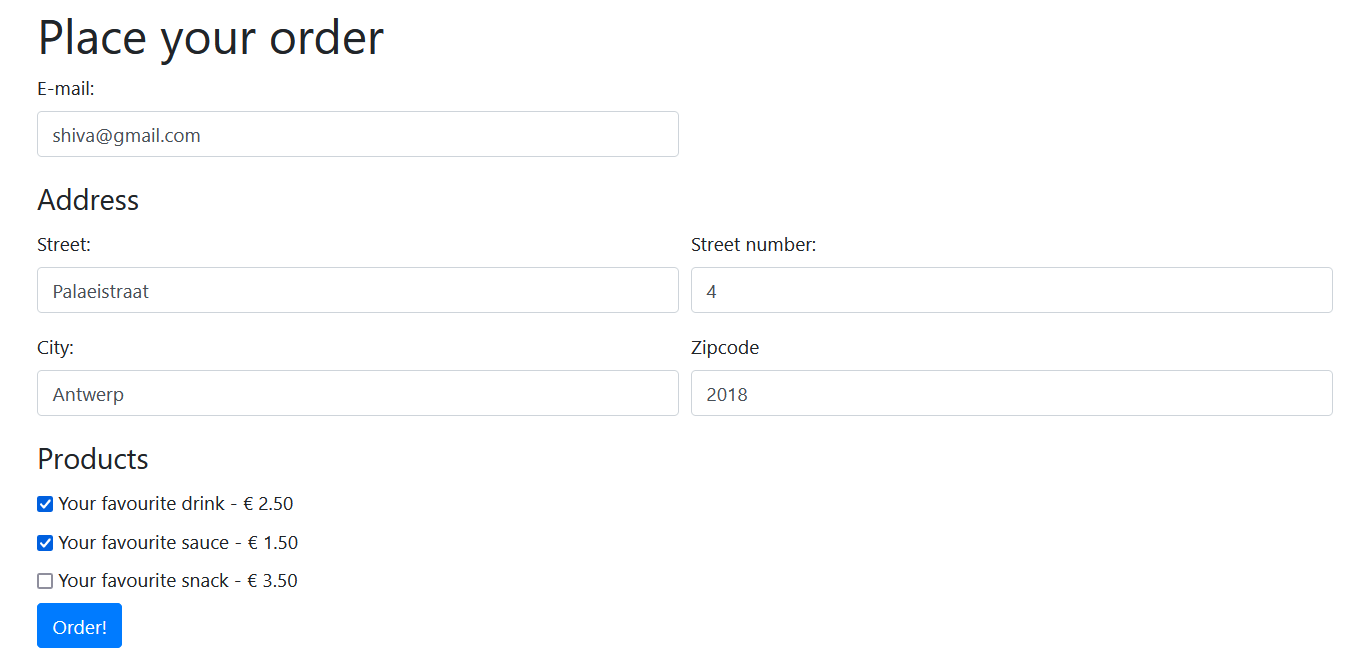 Place your order
E-mail:
shiva@gmail.com
Address
Street:
Street number:
Palaeistraat
4
City:
Zipcode
Antwerp
2018
Products
Your favourite drink - € 2.50
Your favourite sauce - € 1.50
Your favourite snack - € 3.50
Order!